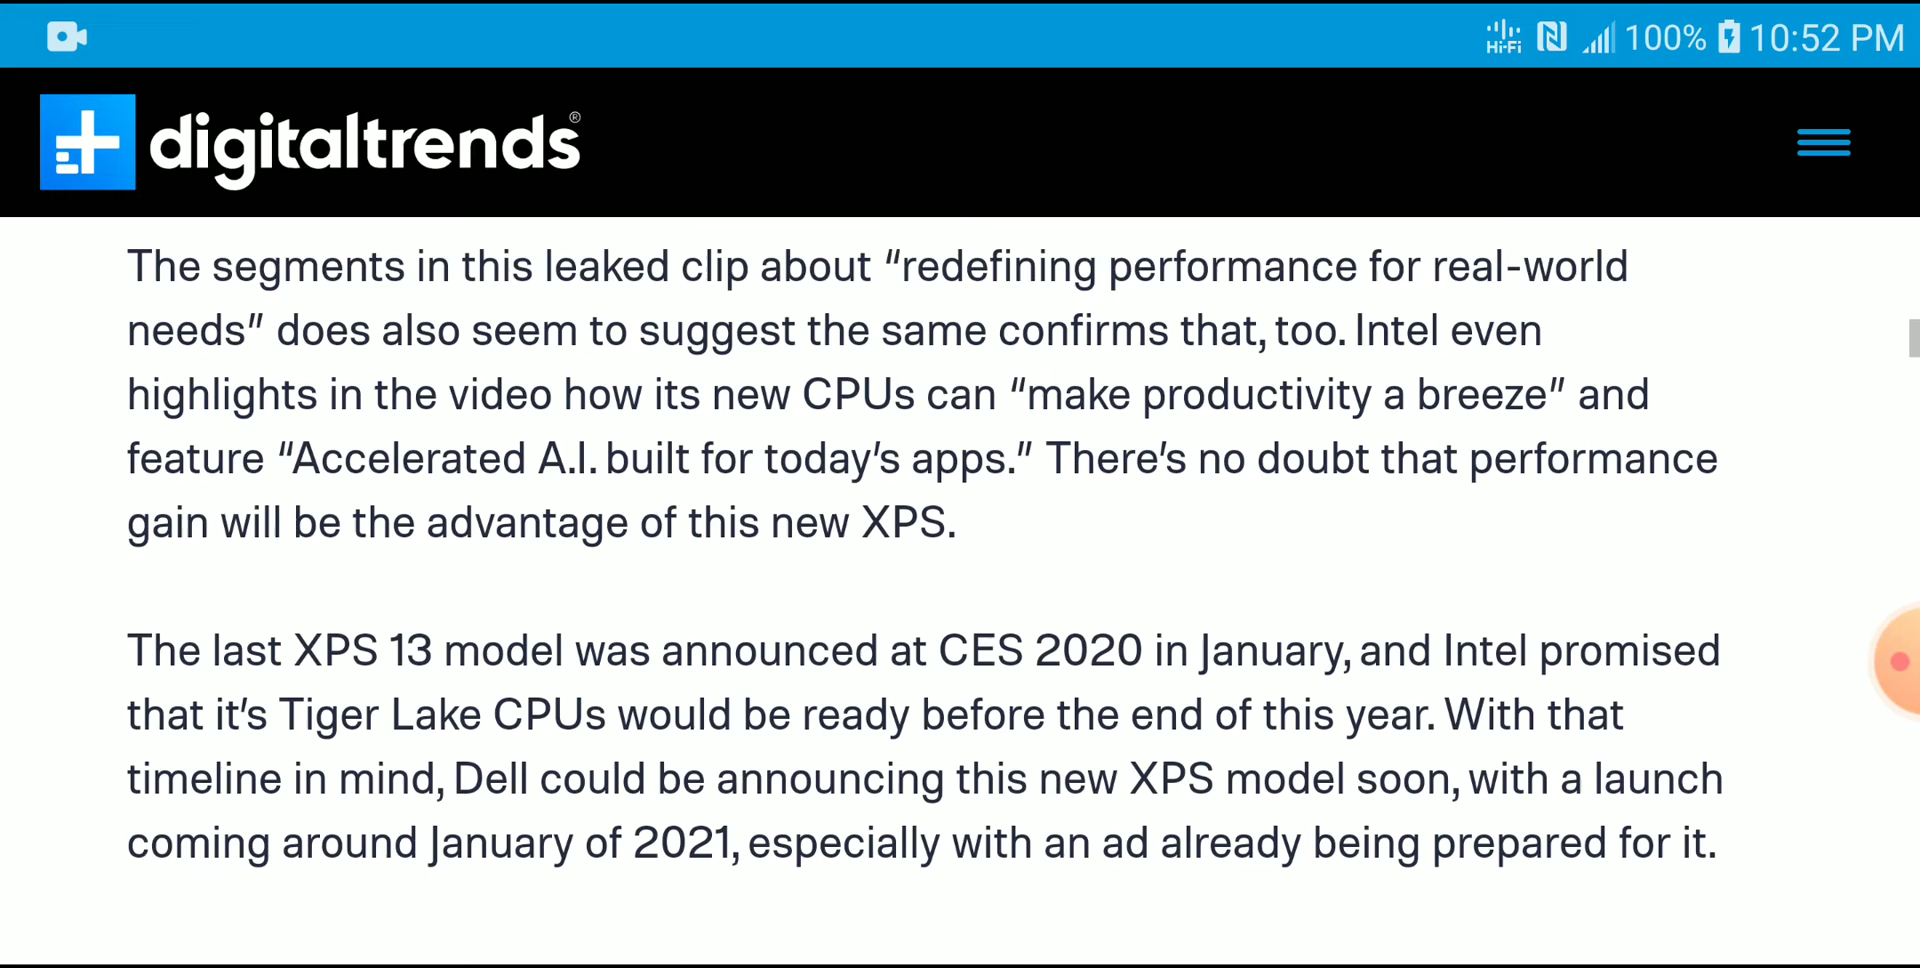 Hi-Fi 100% 10:52 PM
digitaltrends®
The segments in this leaked clip about “redefining performance for real-world
needs” does also seem to suggest the same confirms that, too. Intel even
highlights in the video how its new CPUs can “make productivity a breeze” and
feature “Accelerated A.I. built for today’s apps.” There’s no doubt that performance
gain will be the advantage of this new XPS.
The last XPS 13 model was announced at CES 2020 in January, and Intel promised
that it’s Tiger Lake CPUs would be ready before the end of this year. With that
timeline in mind, Dell could be announcing this new XPS model soon, with a launch
coming around January of 2021, especially with an ad already being prepared for it.